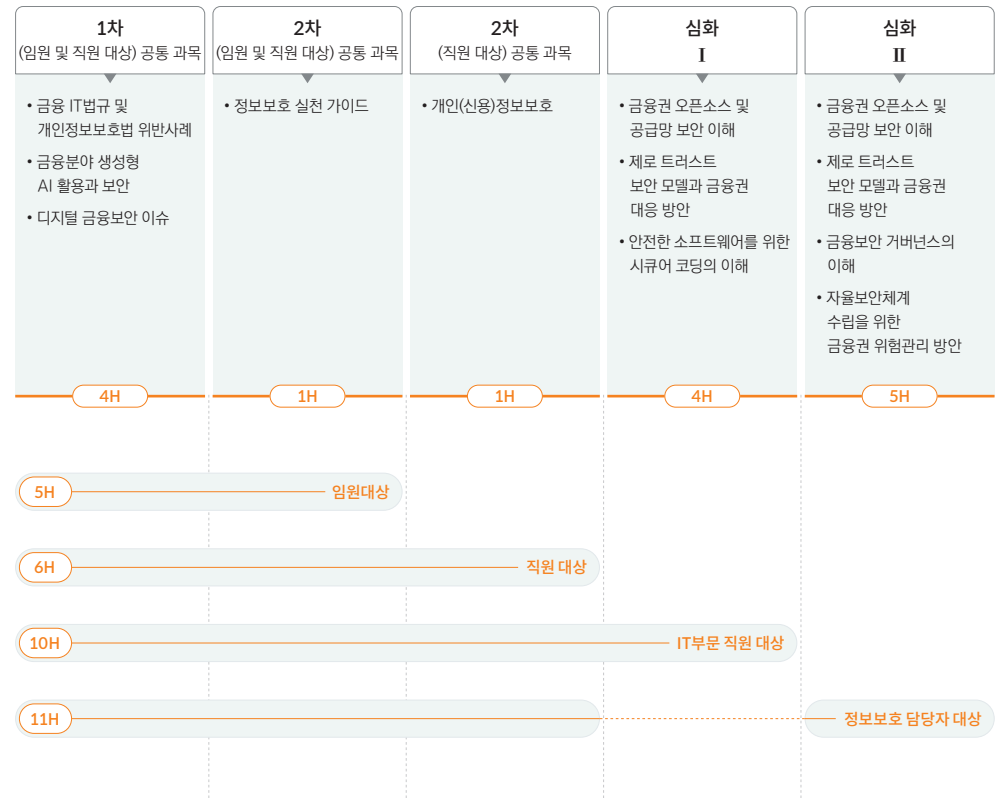 1차
(임원 및 직원 대상) 공통 과목
• 금융 IT법규 및
개인정보보호법 위반사례
• 금융분야 생성형
AI 활용과 보안
• 디지털 금융보안 이슈
4H
2차
(임원 및 직원 대상) 공통 과목
• 정보보호 실천 가이드
1H
2차
(직원 대상) 공통 과목
• 개인(신용)정보보호
1H
심화
Ⅰ
• 금융권 오픈소스 및
공급망 보안 이해
• 제로 트러스트
보안 모델과 금융권
대응 방안
• 안전한 소프트웨어를 위한
시큐어 코딩의 이해
4H
심화
Ⅱ
• 금융권 오픈소스 및
공급망 보안 이해
• 제로 트러스트
보안 모델과 금융권
대응 방안
• 금융보안 거버넌스의
이해
• 자율보안체계
수립을 위한
금융권 위험관리 방안
5H
5H 임원대상
6H 직원 대상
10H IT부문 직원 대상
11H 정보보호 담당자 대상